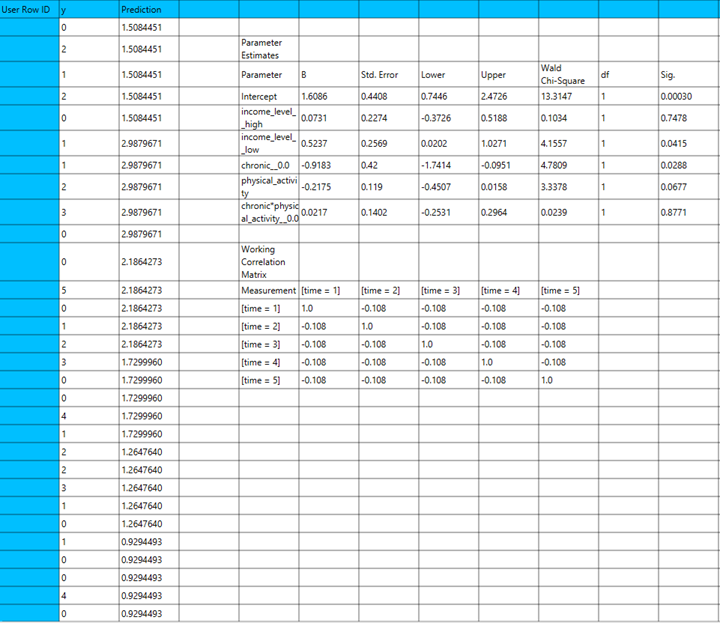 User Row ID y Prediction
0 1.5084451
2 1.5084451 Parameter
Estimates
1 1.5084451 Parameter B Std. Error Lower Upper Wald
Chi-Square df Sig.
2 1.5084451 Intercept 1.6086 0.4408 0.7446 2.4726 13.3147 1 0.00030
0 1.5084451 income_level_
_high 0.0731 0.2274 -0.3726 0.5188 0.1034 1 0.7478
1 2.9879671 income_level_
_low 0.5237 0.2569 0.0202 1.0271 4.1557 1 0.0415
1 2.9879671 chronic__0.0 -0.9183 0.42 -1.7414 -0.0951 4.7809 1 0.0288
2 2.9879671 physical_activi
ty -0.2175 0.119 -0.4507 0.0158 3.3378 1 0.0677
3 2.9879671 chronic*physic
al_activity__0.0 0.0217 0.1402 -0.2531 0.2964 0.0239 1 0.8771
0 2.9879671
0 2.1864273 Working
Correlation
Matrix
5 2.1864273 Measurement [time = 1] [time = 2] [time = 3] [time = 4] [time = 5]
0 2.1864273 [time = 1] 1.0 -0.108 -0.108 -0.108 -0.108
1 2.1864273 [time = 2] -0.108 1.0 -0.108 -0.108 -0.108
2 2.1864273 [time = 3] -0.108 -0.108 1.0 -0.108 -0.108
3 1.7299960 [time = 4] -0.108 -0.108 -0.108 1.0 -0.108
0 1.7299960 [time = 5] -0.108 -0.108 -0.108 -0.108 1.0
0 1.7299960
4 1.7299960
1 1.7299960
2 1.2647640
2 1.2647640
3 1.2647640
1 1.2647640
0 1.2647640
1 0.9294493
0 0.9294493
0 0.9294493
4 0.9294493
0 0.9294493